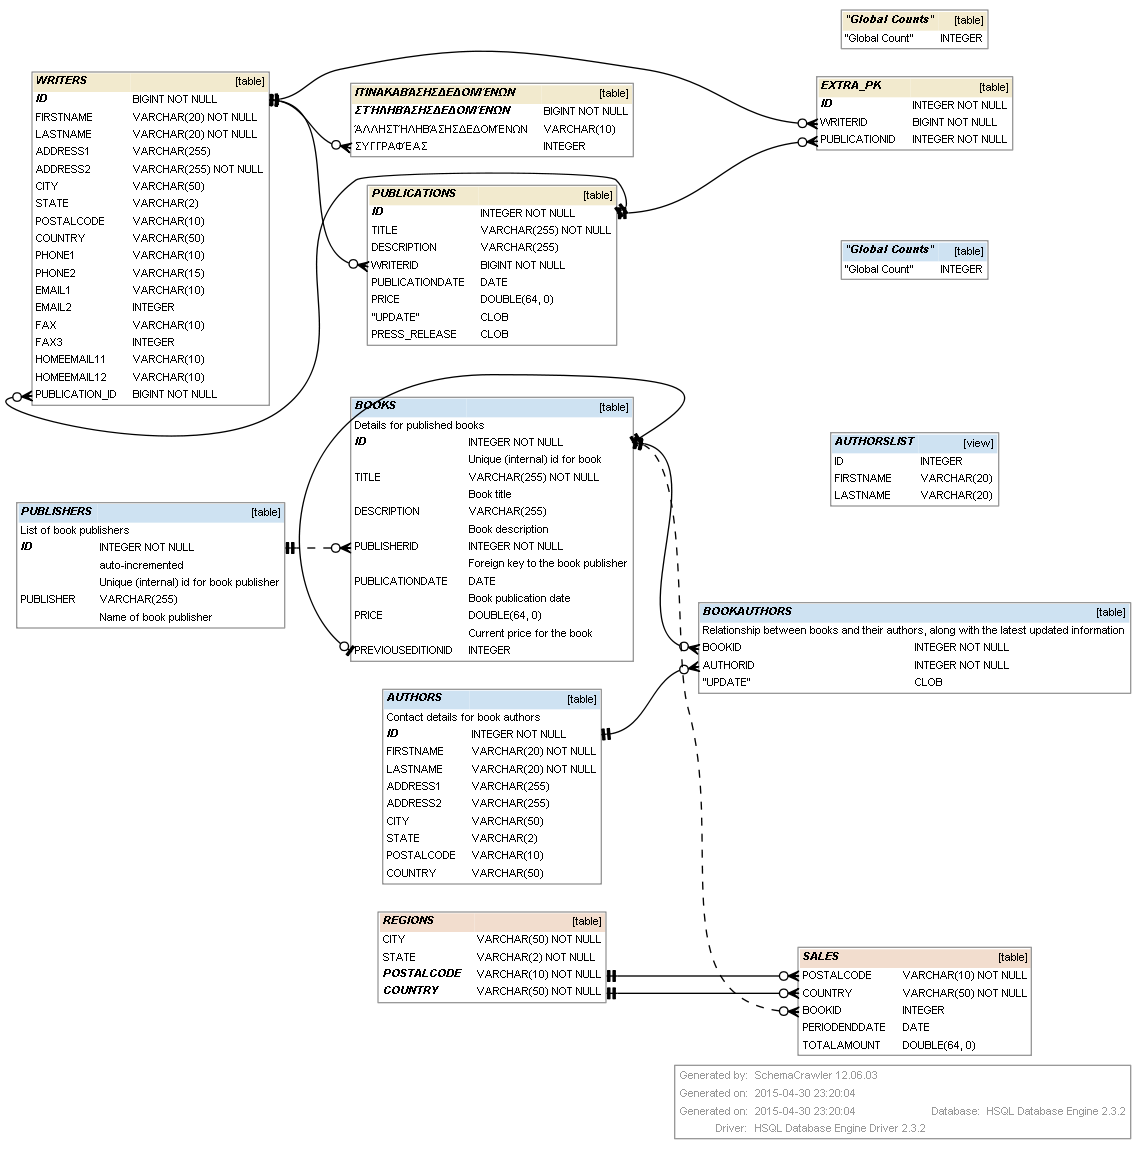 "Global Counts" [table]
"Global Count" INTEGER
WRITERS [table]
ID BIGINT NOT NULL
FIRSTNAME VARCHAR(20) NOT NULL
LASTNAME VARCHAR(20) NOT NULL
ADDRESS1 VARCHAR(255)
ADDRESS2 VARCHAR(255) NOT NULL
CITY VARCHAR(50)
STATE VARCHAR(2)
POSTALCODE VARCHAR(10)
COUNTRY VARCHAR(50)
PHONE1 VARCHAR(10)
PHONE2 VARCHAR(15)
EMAIL1 VARCHAR(10)
EMAIL2 INTEGER
FAX VARCHAR(10)
FAX3 INTEGER
HOMEEMAIL11 VARCHAR(10)
HOMEEMAIL12 VARCHAR(10)
PUBLICATION_ID BIGINT NOT NULL
ΠΊΝΑΚΑΒΆΣΗΣΔΕΔΟΜΈΝΩΝ [table]
ΣΤΉΛΗΒΆΣΗΣΔΕΔΟΜΈΝΩΝ BIGINT NOT NULL
ΆΛΛΗΣΤΉΛΗΒΆΣΗΣΔΕΔΟΜΈΝΩΝ VARCHAR(10)
ΣΥΓΓΡΑΦΈΑΣ INTEGER
EXTRA_PK [table]
ID INTEGER NOT NULL
WRITERID BIGINT NOT NULL
PUBLICATIONID INTEGER NOT NULL
PUBLICATIONS [table]
ID INTEGER NOT NULL
TITLE VARCHAR(255) NOT NULL
DESCRIPTION VARCHAR(255)
WRITERID BIGINT NOT NULL
PUBLICATIONDATE DATE
PRICE DOUBLE(64, 0)
"UPDATE" CLOB
PRESS_RELEASE CLOB
"Global Counts" [table]
"Global Count" INTEGER
BOOKS [table]
Details for published books
ID INTEGER NOT NULL
Unique (internal) id for book
TITLE VARCHAR(255) NOT NULL
Book title
DESCRIPTION VARCHAR(255)
Book description
PUBLISHERID INTEGER NOT NULL
Foreign key to the book publisher
PUBLICATIONDATE DATE
Book publication date
PRICE DOUBLE(64, 0)
Current price for the book
PREVIOUSEDITIONID INTEGER
AUTHORSLIST [view]
ID INTEGER
FIRSTNAME VARCHAR(20)
LASTNAME VARCHAR(20)
PUBLISHERS [table]
List of book publishers
ID INTEGER NOT NULL
auto-incremented
Unique (internal) id for book publisher
PUBLISHER VARCHAR(255)
Name of book publisher
BOOKAUTHORS [table]
Relationship between books and their authors, along with the latest updated information
BOOKID INTEGER NOT NULL
AUTHORID INTEGER NOT NULL
"UPDATE" CLOB
AUTHORS [table]
Contact details for book authors
ID INTEGER NOT NULL
FIRSTNAME VARCHAR(20) NOT NULL
LASTNAME VARCHAR(20) NOT NULL
ADDRESS1 VARCHAR(255)
ADDRESS2 VARCHAR(255)
CITY VARCHAR(50)
STATE VARCHAR(2)
POSTALCODE VARCHAR(10)
COUNTRY VARCHAR(50)
REGIONS [table]
CITY VARCHAR(50) NOT NULL
STATE VARCHAR(2) NOT NULL
POSTALCODE VARCHAR(10) NOT NULL
COUNTRY VARCHAR(50) NOT NULL
SALES [table]
POSTALCODE VARCHAR(10) NOT NULL
COUNTRY VARCHAR(50) NOT NULL
BOOKID INTEGER
PERIODENDDATE DATE
TOTALAMOUNT DOUBLE(64, 0)
Generated by: SchemaCrawler 12.06.03
Generated on: 2015-04-30 23:20:04
Generated on: 2015-04-30 23:20:04 Database: HSQL Database Engine 2.3.2
Driver: HSQL Database Engine Driver 2.3.2